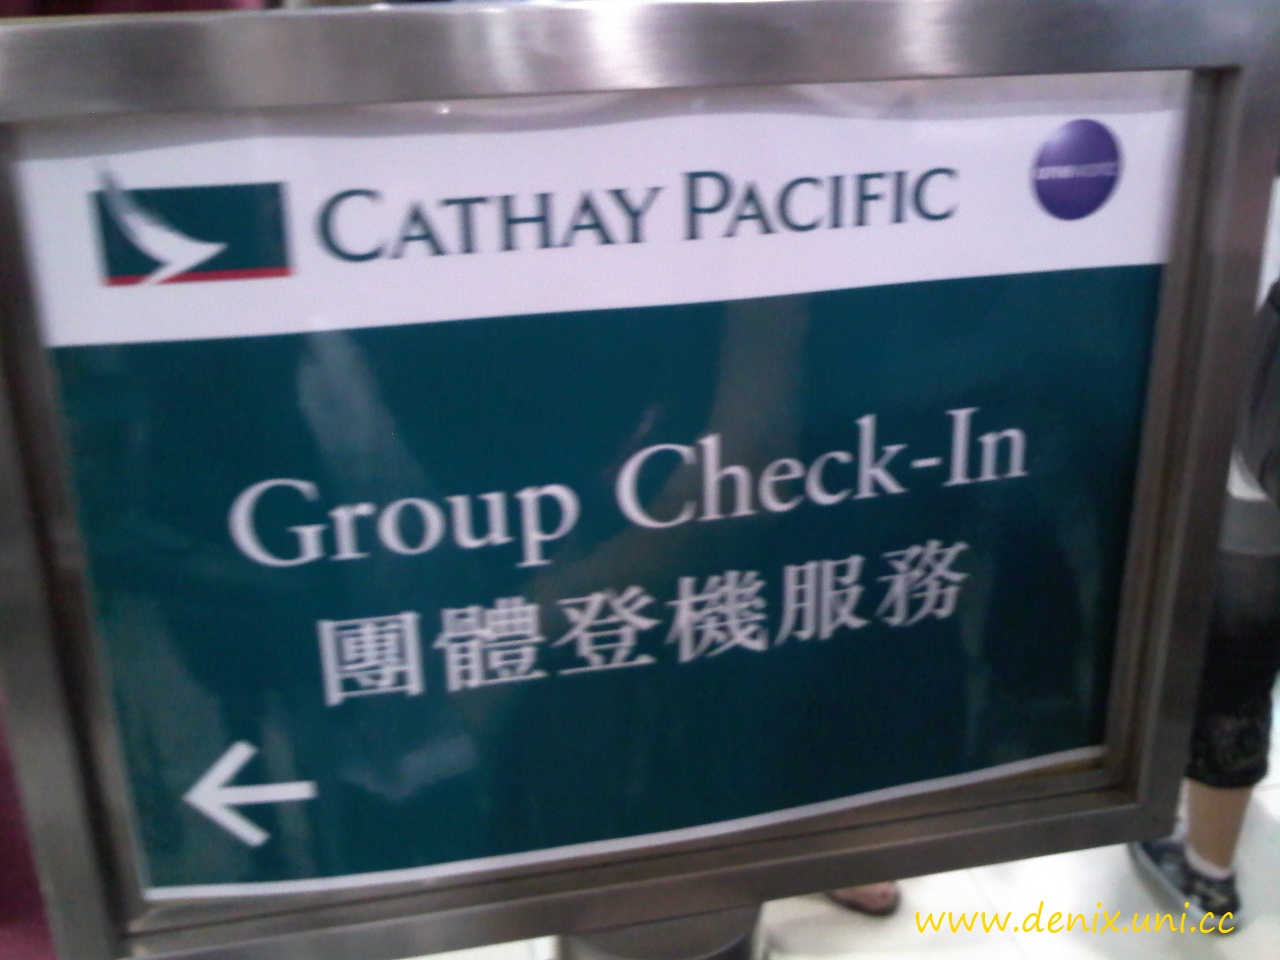 CATHAY PACIFIC
Group Check-In
團體登機服務
www.denix.uni.cc